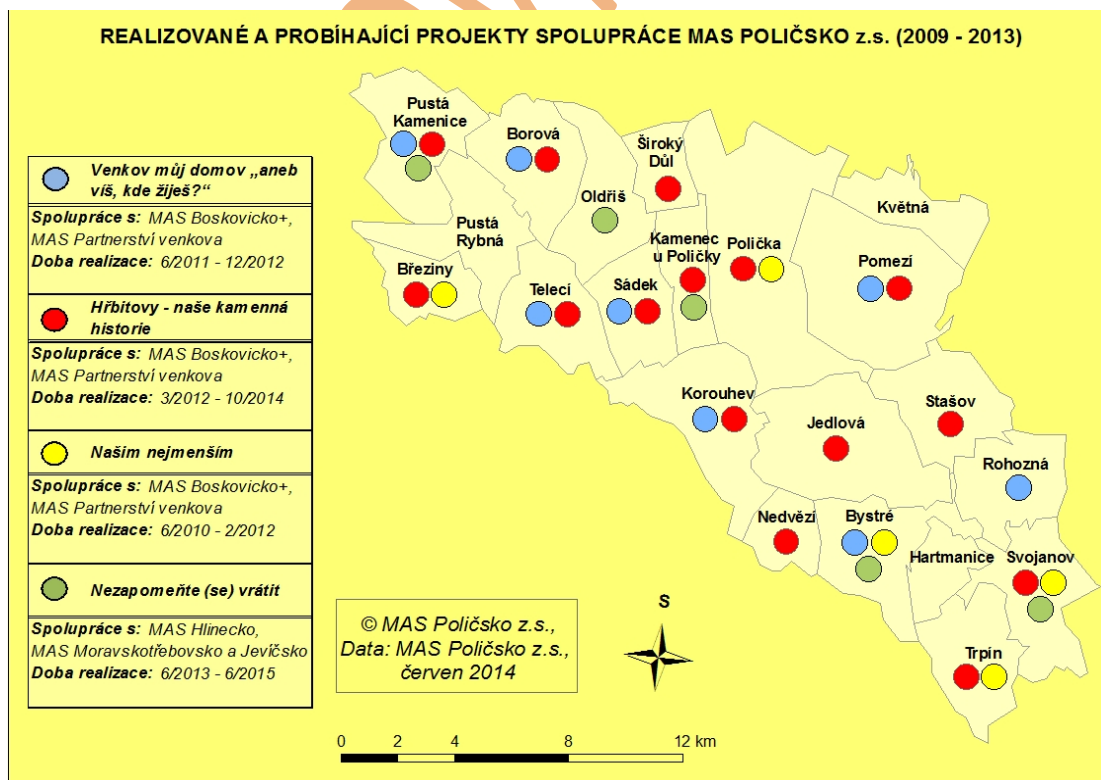 REALIZOVANÉ A PROBÍHAJÍCÍ PROJEKTY SPOLUPRÁCE MAS POLIČSKO z.s. (2009 - 2013)
Venkov můj domov „aneb
víš, kde žiješ?“
Spolupráce s: MAS Boskovicko+,
MAS Partnerství venkova
Doba realizace: 6/2011 - 12/2012
Hřbitovy - naše kamenná
historie
Spolupráce s: MAS Boskovicko+,
MAS Partnerství venkova
Doba realizace: 3/2012 - 10/2014
Našim nejmenším
Spolupráce s: MAS Boskovicko+,
MAS Partnerství venkova
Doba realizace: 6/2010 - 2/2012
Nezapomeňte (se) vrátit
Spolupráce s: MAS Hlinecko,
MAS Moravskotřebovsko a Jevíčsko
Doba realizace: 6/2013 - 6/2015
Pustá
Kamenice
Borová
Široký
Důl
Oldřiš
Květná
Pustá
Rybná
Kamenec
u Poličky
Polička
Pomezí
Březiny
Telecí
Sádek
Korouhev
Jedlová
Stašov
Rohozná
Nedvězí
Bystré
Hartmanice
Svojanov
Trpín
© MAS Poličsko z.s.,
Data: MAS Poličsko z.s.,
červen 2014
S
0 2 4 8 12 km